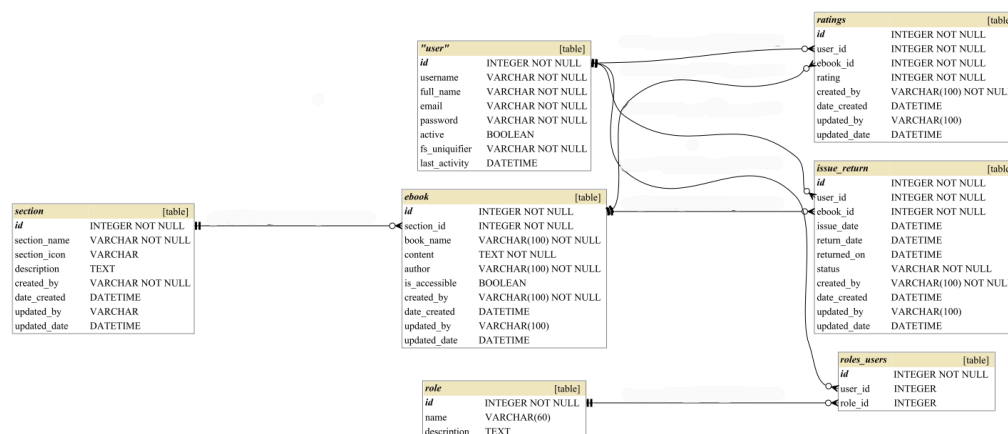 ratings [table
id INTEGER NOT NULL
user_id INTEGER NOT NULL
ebook_id INTEGER NOT NULL
rating INTEGER NOT NULL
created_by VARCHAR(100) NOT NUL
date_created DATETIME
updated_by VARCHAR(100)
updated_date DATETIME
"user" [table]
id INTEGER NOT NULL
username VARCHAR NOT NULL
full_name VARCHAR NOT NULL
email VARCHAR NOT NULL
password VARCHAR NOT NULL
active BOOLEAN
fs_uniquifier VARCHAR NOT NULL
last_activity DATETIME
issue_return [table
id INTEGER NOT NULL
user_id INTEGER NOT NULL
ebook_id INTEGER NOT NULL
issue_date DATETIME
return_date DATETIME
returned_on DATETIME
status VARCHAR NOT NULL
created_by VARCHAR(100) NOT NUL
date_created DATETIME
updated_by VARCHAR(100)
updated_date DATETIME
section [table]
id INTEGER NOT NULL
section_name VARCHAR NOT NULL
section_icon VARCHAR
description TEXT
created_by VARCHAR NOT NULL
date_created DATETIME
updated_by VARCHAR
updated_date DATETIME
ebook [table]
id INTEGER NOT NULL
section_id INTEGER NOT NULL
book_name VARCHAR(100) NOT NULL
content TEXT NOT NULL
author VARCHAR(100) NOT NULL
is_accessible BOOLEAN
created_by VARCHAR(100) NOT NULL
date_created DATETIME
updated_by VARCHAR(100)
updated_date DATETIME
roles_users [table]
id INTEGER NOT NULL
user_id INTEGER
role_id INTEGER
role [table]
id INTEGER NOT NULL
name VARCHAR(60)
description TEXT